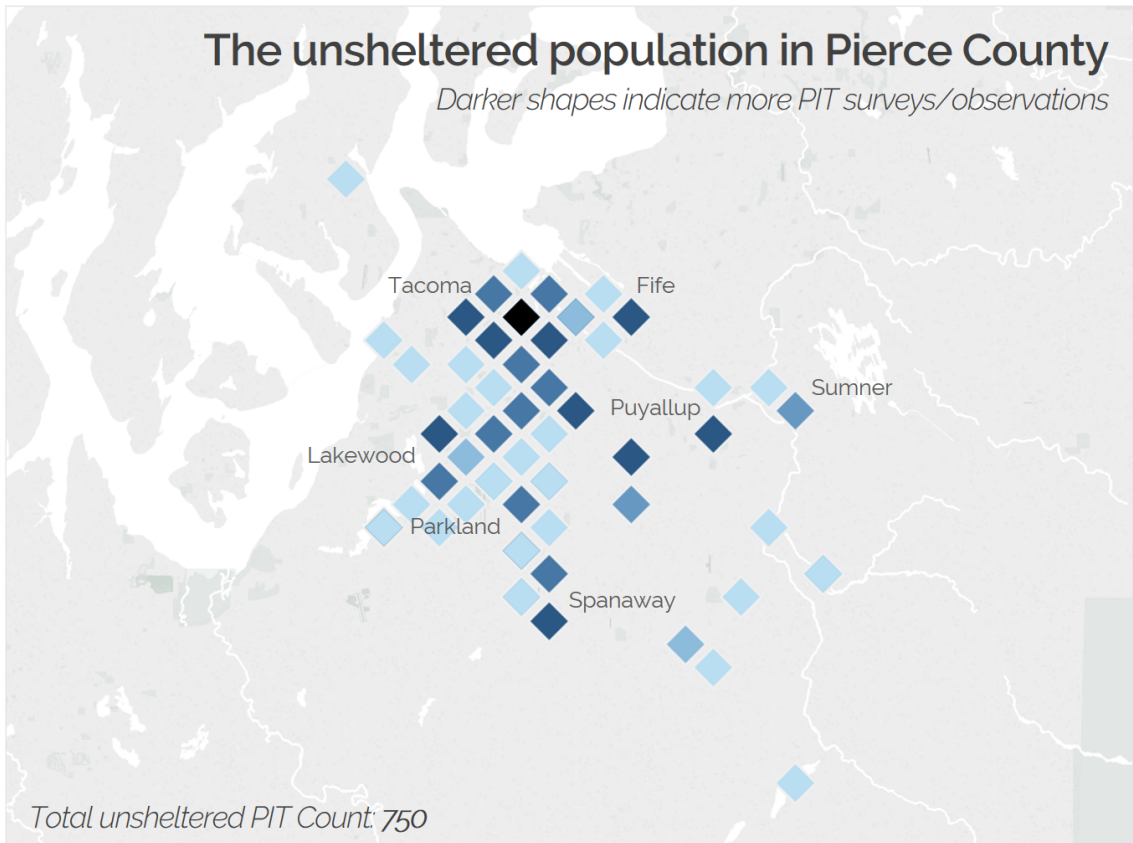 The unsheltered population in Pierce County
Darker shapes indicate more PIT surveys/observations
Tacoma
Fife
Sumner
Puyallup
Lakewood
Parkland
Spanaway
Total unsheltered PIT Count: 750